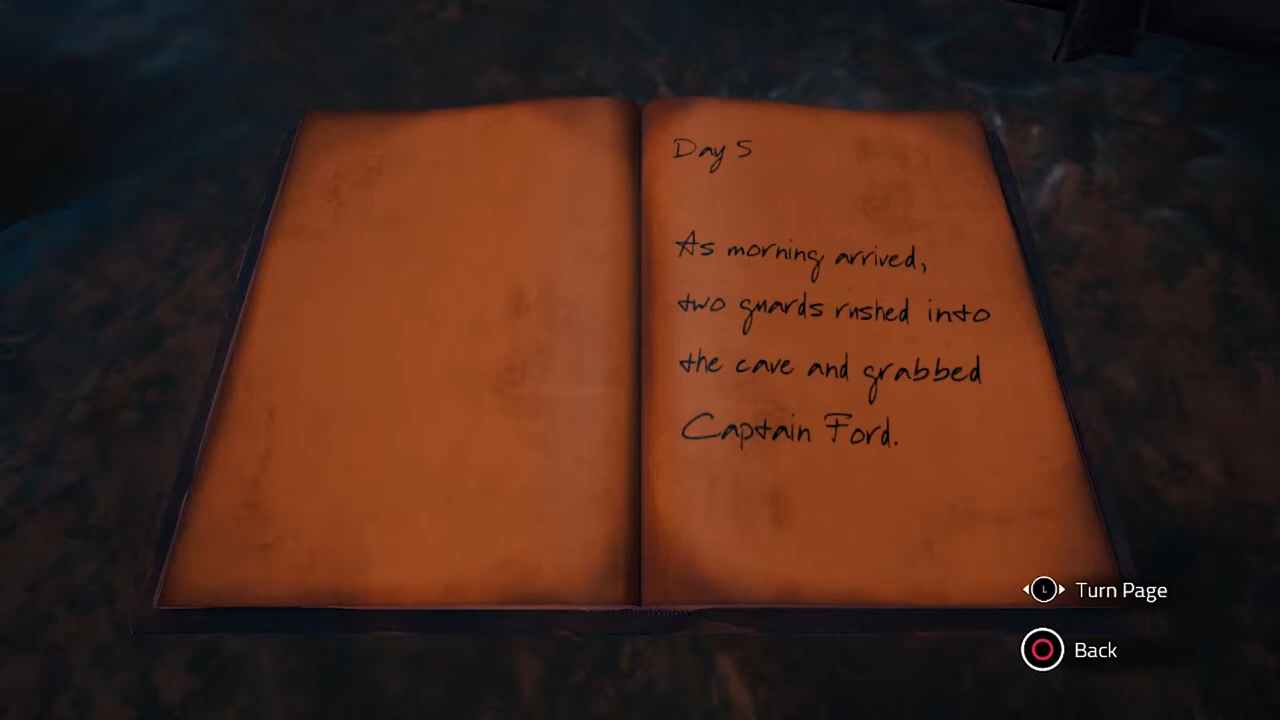 Day 5
As morning arrived,
two guards rushed into
the cave and grabbed
Captain Ford.
L Turn Page
Back